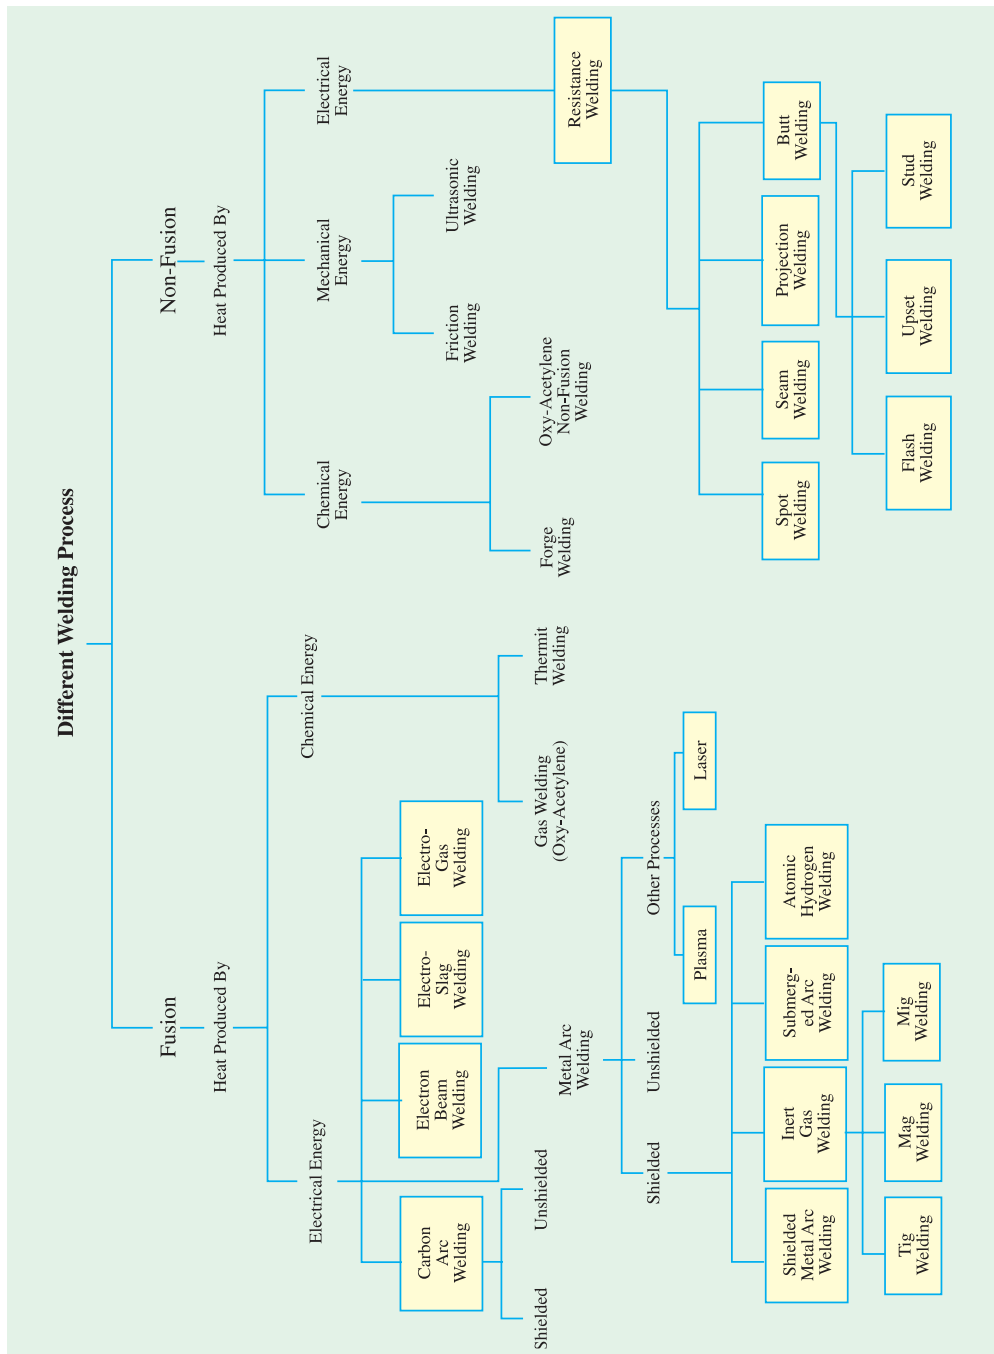 Different Welding Process
Fusion
Non-Fusion
Heat Produced By
Heat Produced By
Electrical Energy
Chemical Energy
Chemical
Energy
Mechanical
Energy
Electrical
Energy
Carbon
Arc
Welding
Electron
Beam
Welding
Electro-
Slag
Welding
Electro-
Gas
Welding
Friction
Welding
Ultrasonic
Welding
Shielded
Unshielded
Metal Arc
Welding
Gas Welding
(Oxy-Acetylene)
Thermit
Welding
Forge
Welding
Oxy-Acetylene
Non-Fusion
Welding
Resistance
Welding
Shielded
Unshielded
Other Processes
Plasma
Laser
Shielded
Metal Arc
Welding
Inert
Gas
Welding
Submerg-
ed Arc
Welding
Atomic
Hydrogen
Welding
Spot
Welding
Seam
Welding
Projection
Welding
Butt
Welding
Tig
Welding
Mag
Welding
Mig
Welding
Flash
Welding
Upset
Welding
Stud
Welding